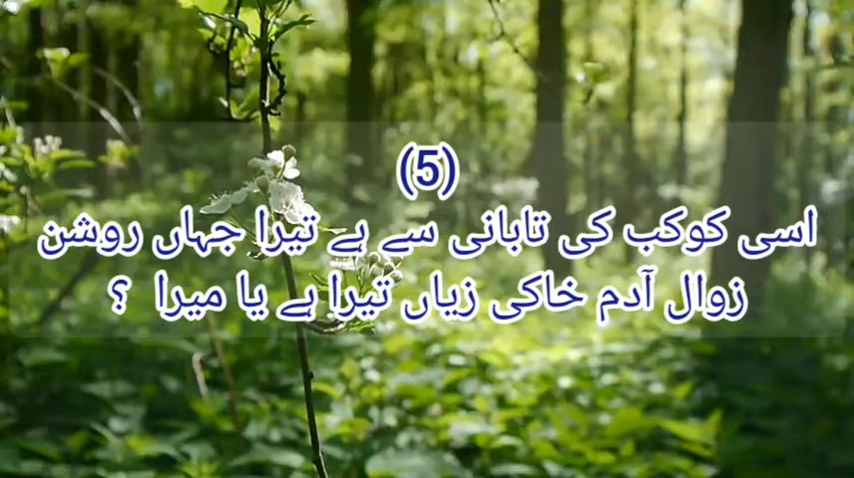 (5)
اسی کوکب کی تابانی سے ہے تیرا جہاں روشن
زوال آدم خاکی زیاں تیرا ہے یا میرا ؟